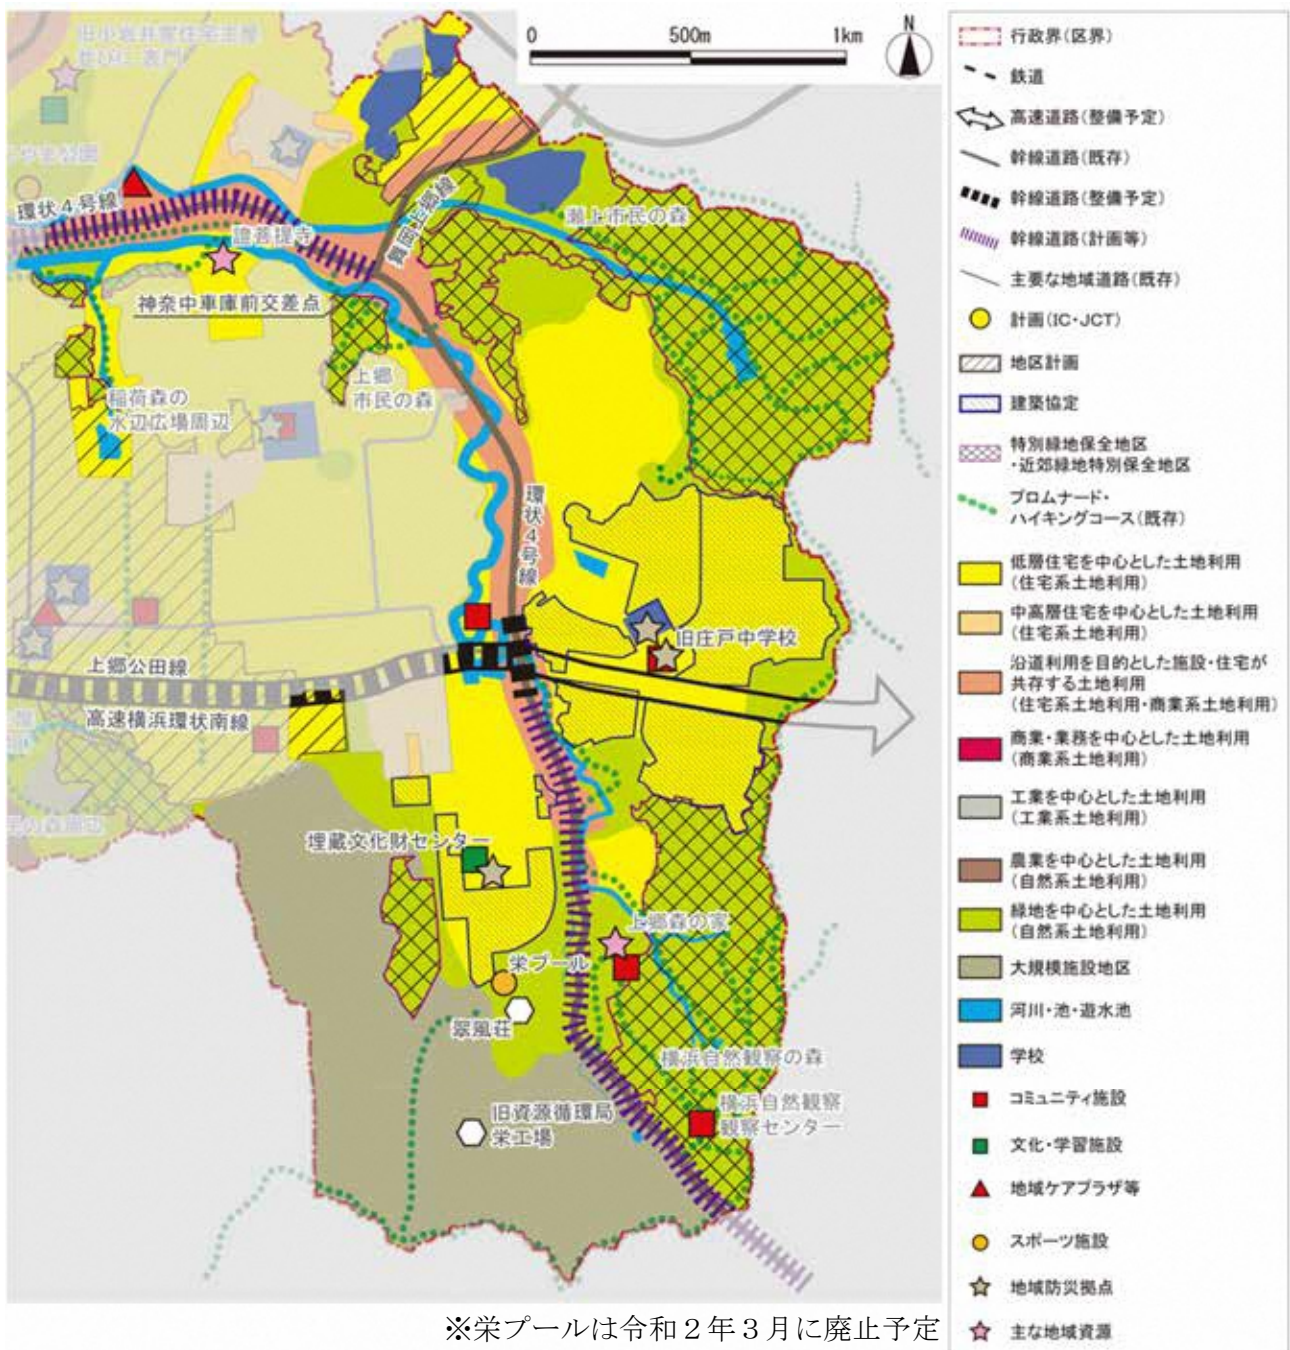 旧小岩井家住宅主屋
並びに表門
0
500m
1km
N
環状4号線
證菩提寺
神奈中車庫前交差点
舞岡上郷線
瀬上市民の森
稲荷森の
水辺広場周辺
上郷
市民の森
環状4号線
旧庄戸中学校
上郷公田線
高速横浜環状南線
埋蔵文化財センター
上郷森の家
栄プール
翠風荘
横浜自然観察の森
横浜自然観察
観察センター
旧資源循環局
栄工場
※栄プールは令和2年3月に廃止予定
行政界(区界)
鉄道
高速道路(整備予定)
幹線道路(既存)
幹線道路(整備予定)
幹線道路(計画等)
主要な地域道路(既存)
計画(IC・JCT)
地区計画
建築協定
特別緑地保全地区
・近郊緑地特別保全地区
プロムナード・
ハイキングコース(既存)
低層住宅を中心とした土地利用
(住宅系土地利用)
中高層住宅を中心とした土地利用
(住宅系土地利用)
沿道利用を目的とした施設・住宅が
共存する土地利用
(住宅系土地利用・商業系土地利用)
商業・業務を中心とした土地利用
(商業系土地利用)
工業を中心とした土地利用
(工業系土地利用)
農業を中心とした土地利用
(自然系土地利用)
緑地を中心とした土地利用
(自然系土地利用)
大規模施設地区
河川・池・遊水池
学校
コミュニティ施設
文化・学習施設
地域ケアプラザ等
スポーツ施設
地域防災拠点
主な地域資源